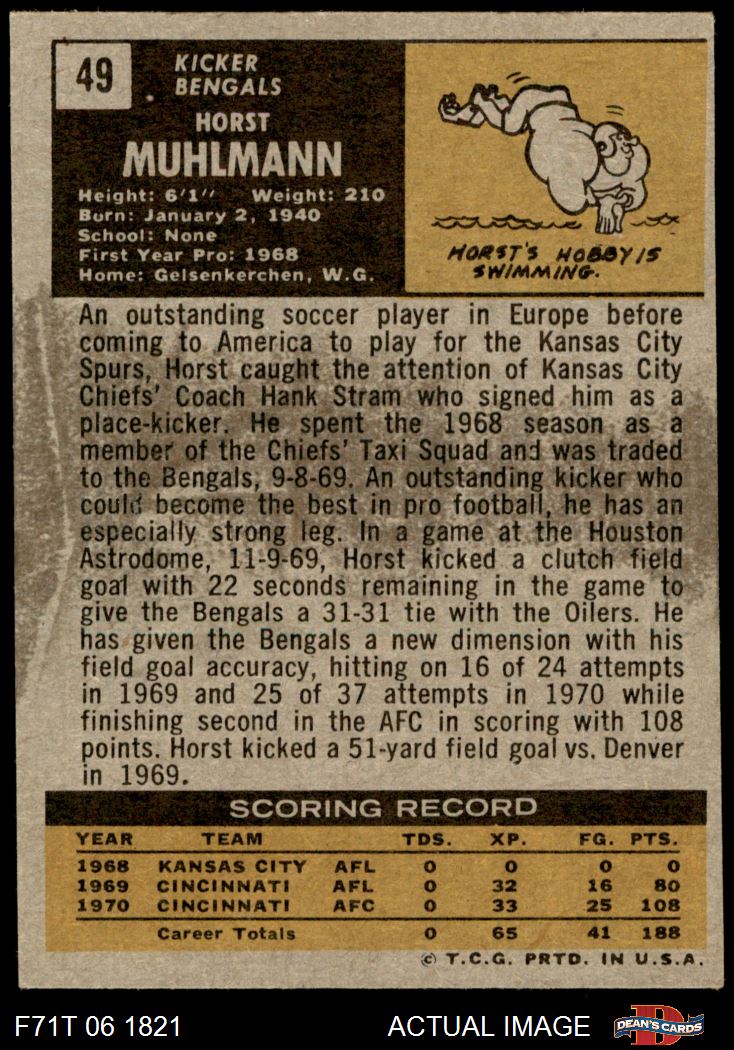 49
KICKER
BENGALS
HORST
MUHLMANN
Height: 6'1" Weight: 210
Burn: January 2, 1940
School: None
First Year Pro: 1968
Home: Gelsenkerchen, W.G.
HORST'S HOBBY IS
SWIMMING.
An outstanding soccer player in Europe before
coming to America to play for the Kansas City
Spurs, Horst caught the attention of Kansas City
Chiefs' Coach Hank Stram who signed him as a
place-kicker. He spent the 1968 season as a
member of the Chiefs' Taxi Squad and was traded
to the Bengals, 9-8-69. An outstanding kicker who
could become the best in pro football, he has an
especially strong leg. In a game at the Houston
Astrodome, 11-9-69, Horst kicked a clutch field
goal with 22 seconds remaining in the game to
give the Bengals a 31-31 tie with the Oilers. He
has given the Bengals a new dimension with his
field goal accuracy, hitting on 16 of 24 attempts
in 1969 and 25 of 37 attempts in 1970 while
finishing second in the AFC in scoring with 108
points. Horst kicked a 51-yard field goal vs. Denver
in 1969.
SCORING RECORD
YEAR TEAM TDS. XP. FG. PTS.
1968 KANSAS CITY AFL 0 0 0 0
1969 CINCINNATI AFL 0 32 16 80
1970 CINCINNATI AFC 0 33 25 108
Career Totals 0 65 41 188
© T.C.G. PRTD. IN U.S.A.
F71T 06 1821 ACTUAL IMAGE D DEAN'S CARDS